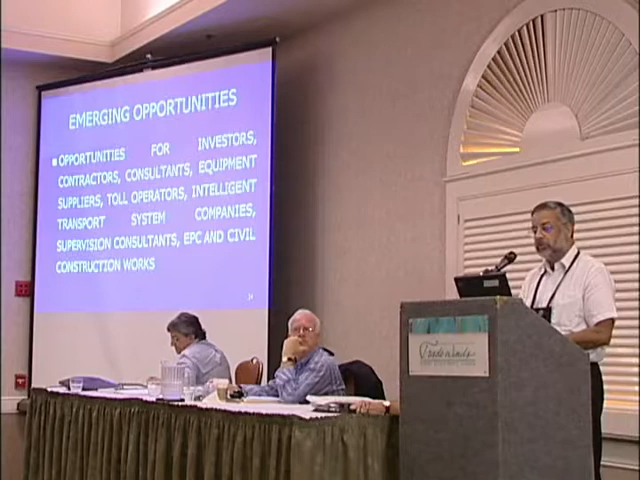 EMERGING OPPORTUNITIES
OPPORTUNITIES FOR INVESTORS,
CONTRACTORS, CONSULTANTS, EQUIPMENT
SUPPLIERS, TOLL OPERATORS, INTELLIGENT
TRANSPORT SYSTEM COMPANIES,
SUPERVISION CONSULTANTS, EPC AND CIVIL
CONSTRUCTION WORKS
Tradewinds